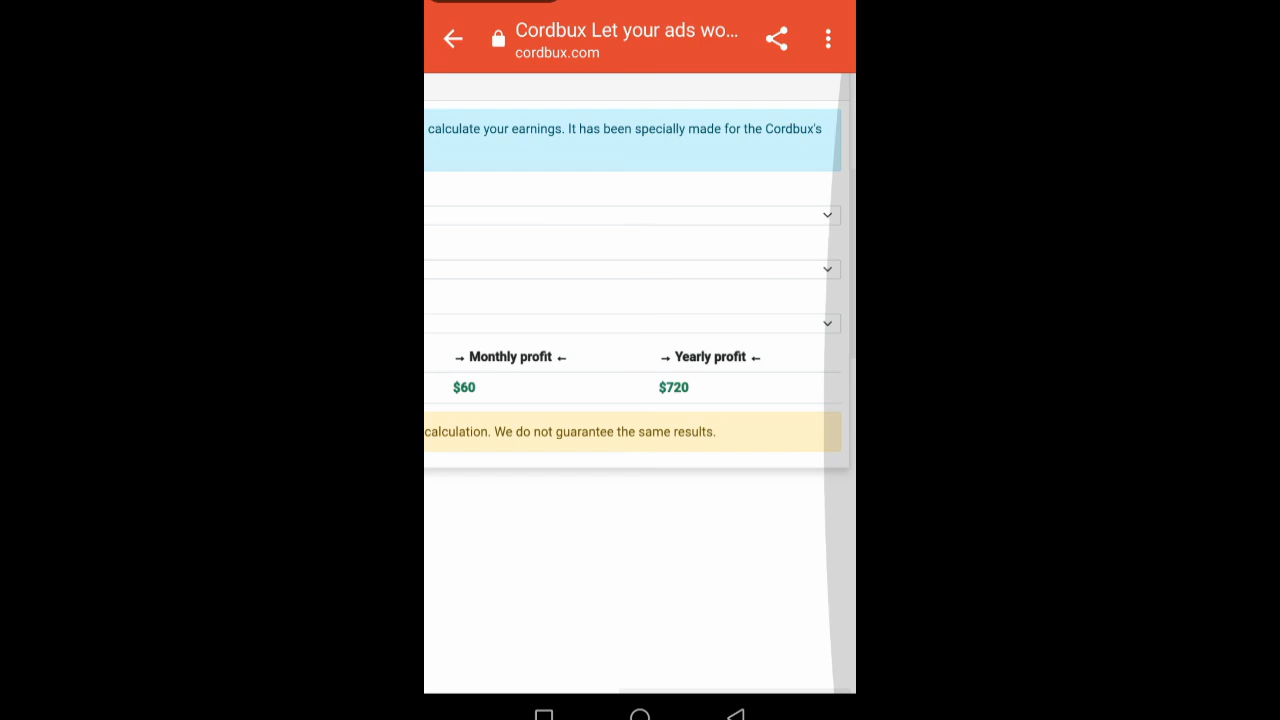 Cordbux Let your ads wo...
cordbux.com
calculate your earnings. It has been specially made for the Cordbux's
→ Monthly profit ← → Yearly profit ←
$60 $720
calculation. We do not guarantee the same results.